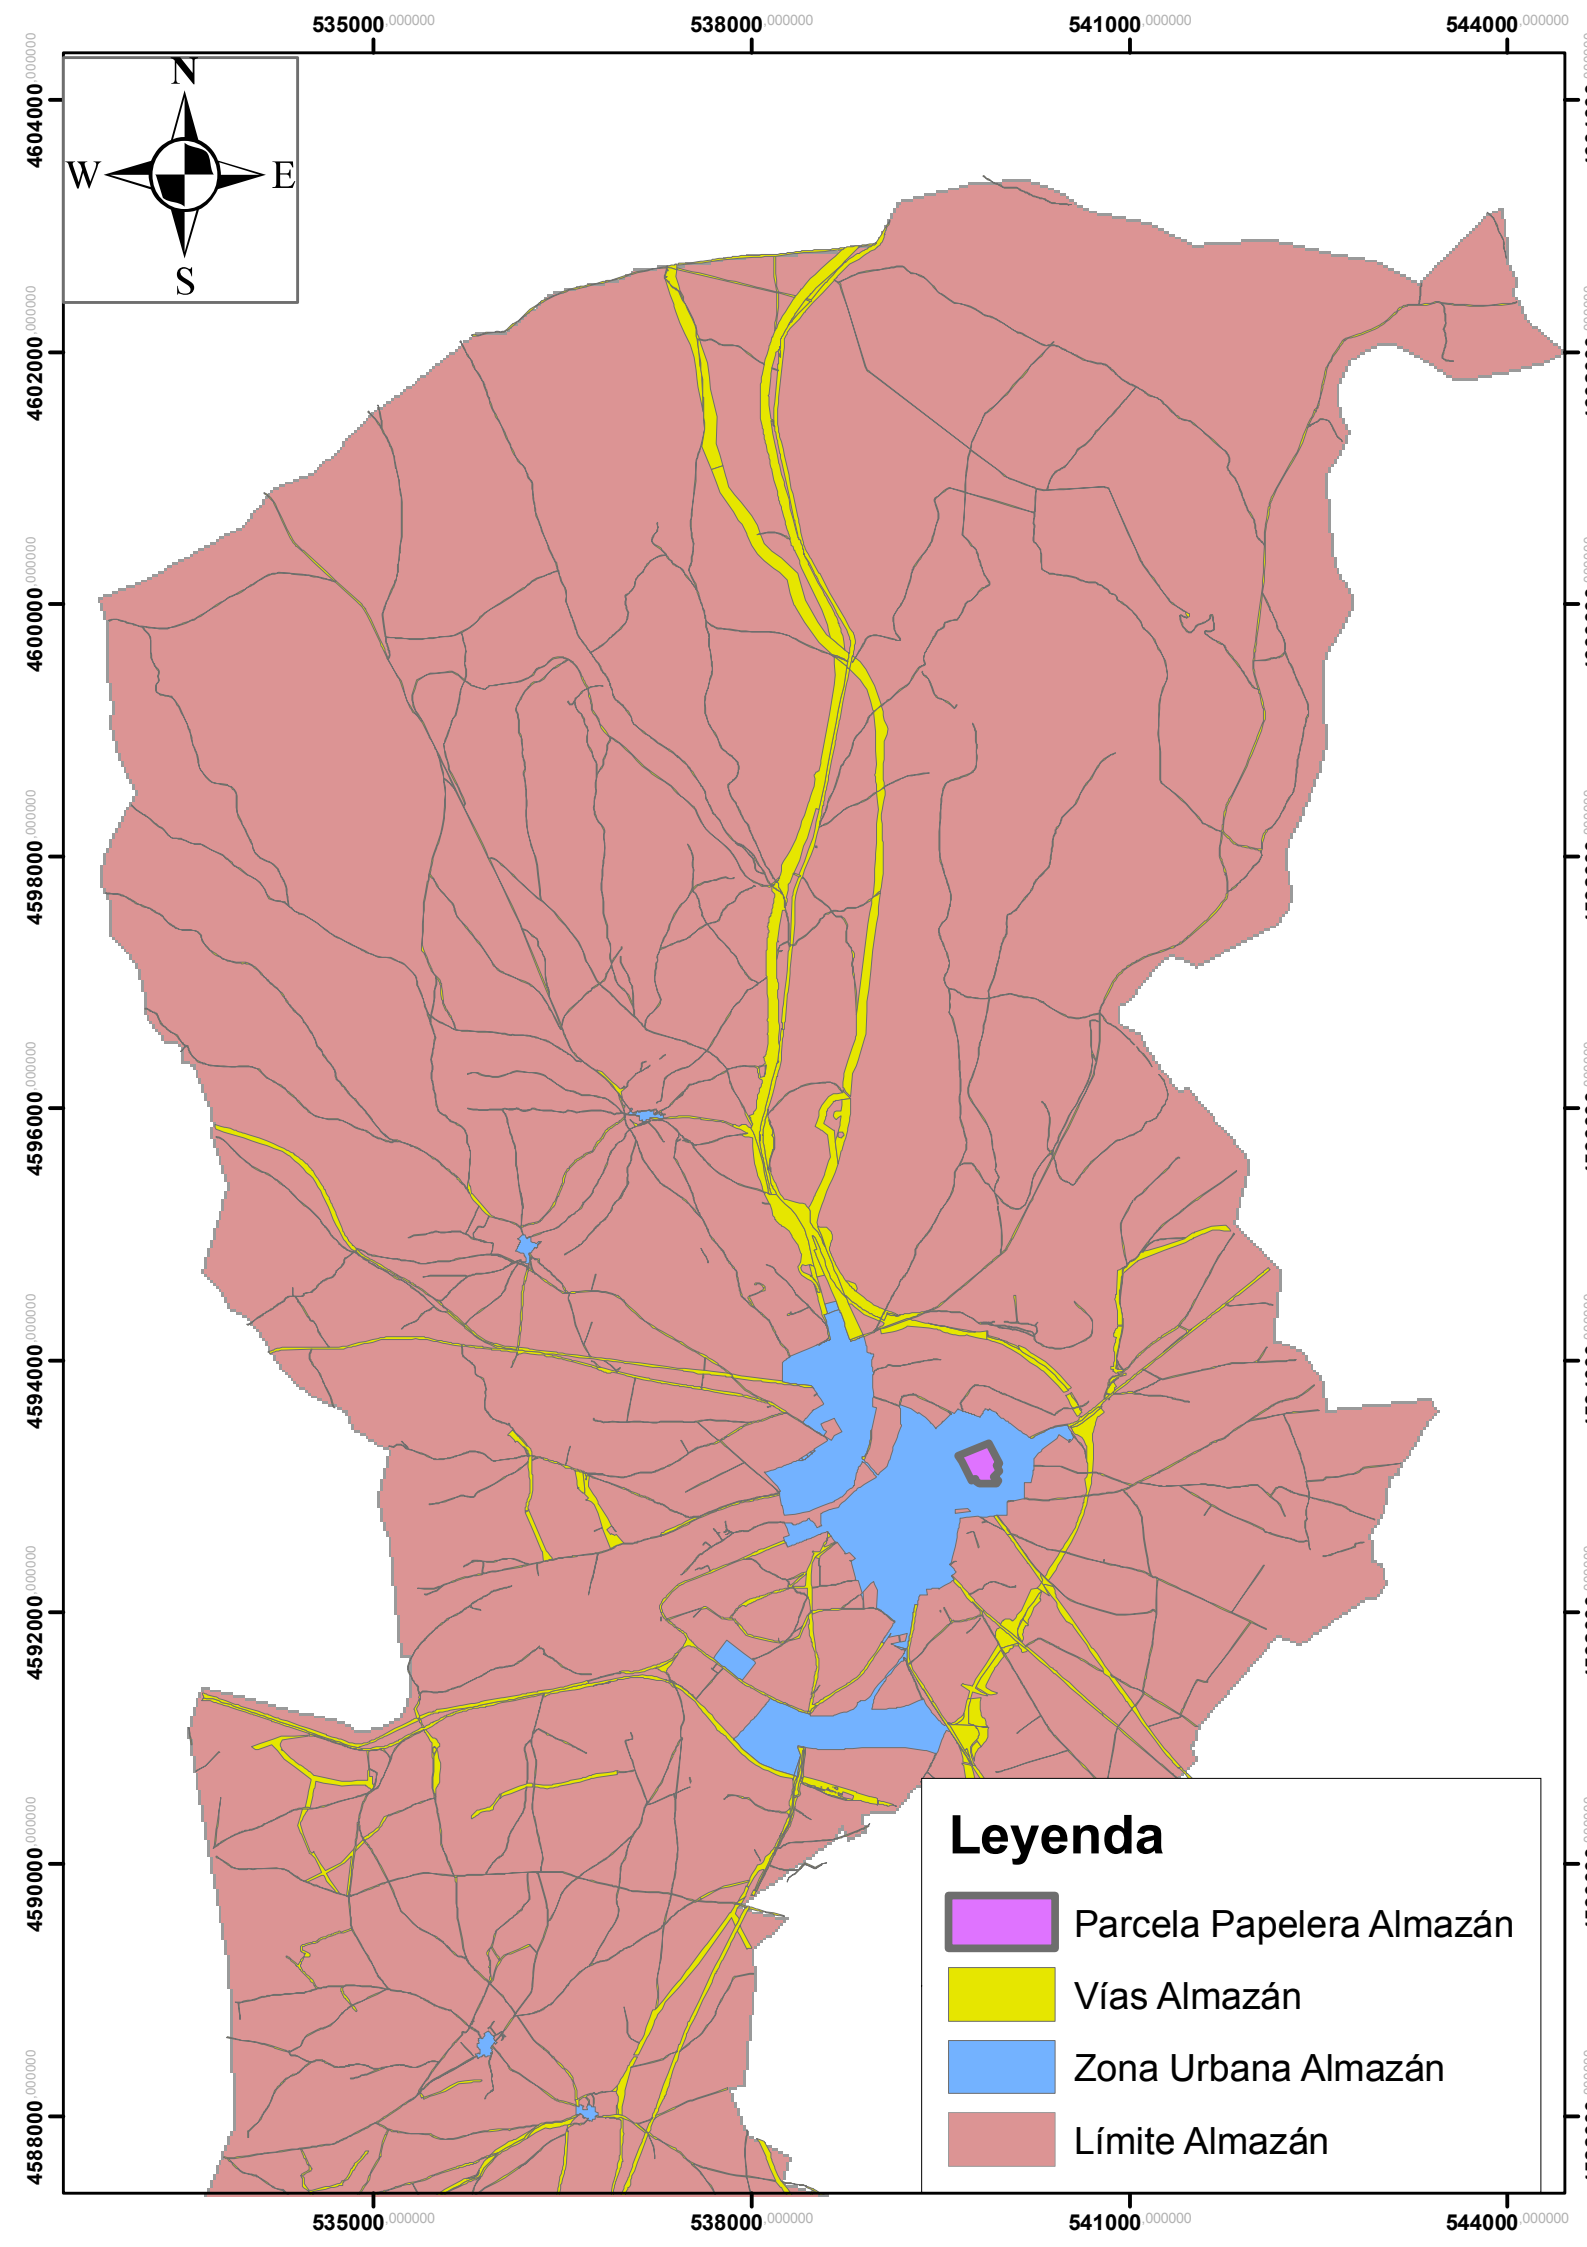 535000,000000 538000,000000 541000,000000 544000,000000
N
W E
S
4604000,000000
4602000,000000
4600000,000000
4598000,000000
4596000,000000
4594000,000000
4592000,000000
4590000,000000
4588000,000000
Leyenda
Parcela Papelera Almazán
Vías Almazán
Zona Urbana Almazán
Límite Almazán
535000,000000 538000,000000 541000,000000 544000,000000